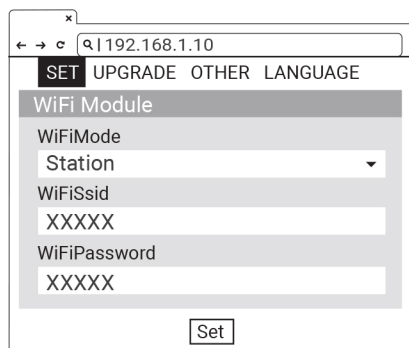 192.168.1.10
SET UPGRADE OTHER LANGUAGE
WiFi Module
WiFiMode
Station
WiFiSsid
XXXXX
WiFiPassword
XXXXX
Set